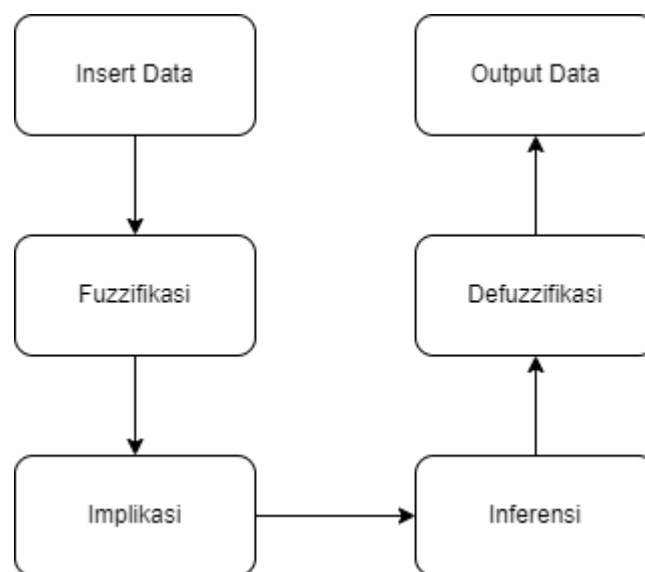 Insert Data
Output Data
Fuzzifikasi
Defuzzifikasi
Implikasi
Inferensi